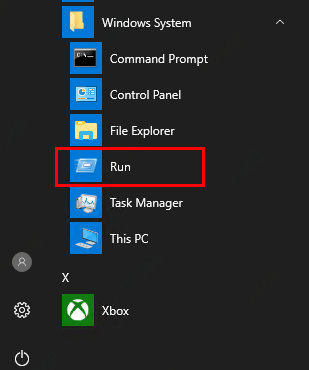 Windows System
Command Prompt
Control Panel
File Explorer
Run
Task Manager
This PC
X
Xbox